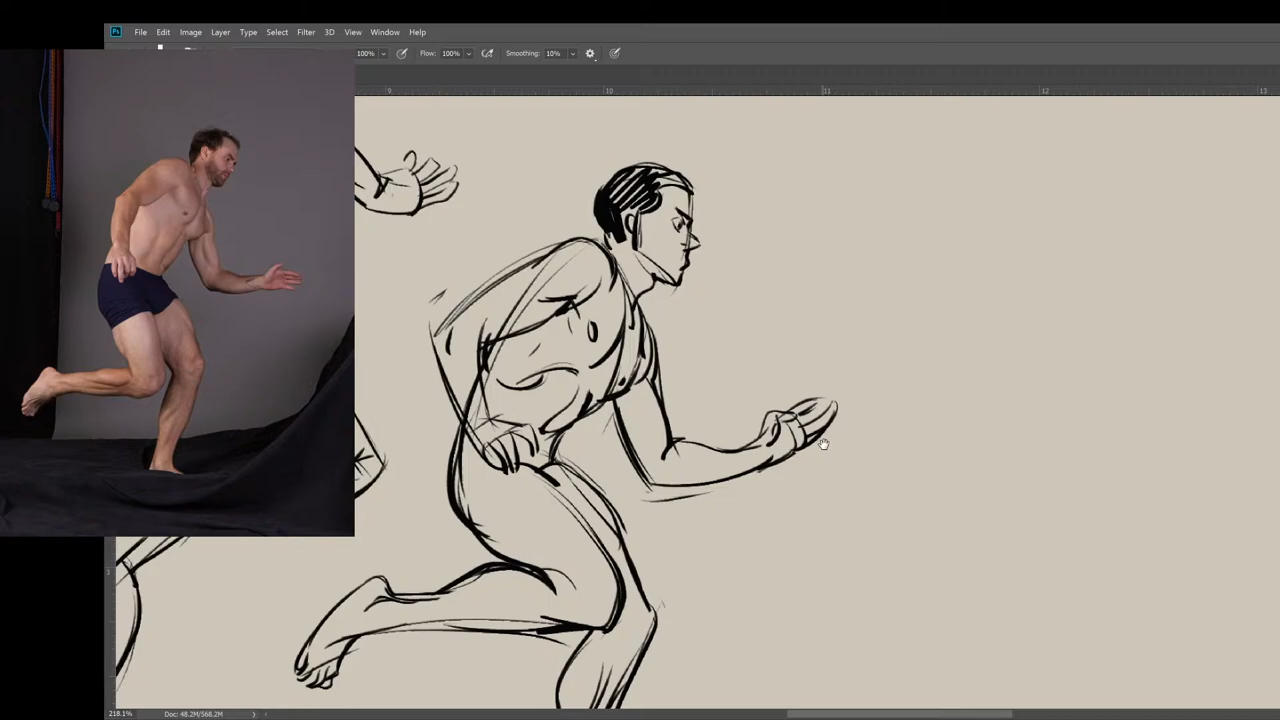 Ps File Edit Image Layer Type Select Filter 3D View Window Help
100% Flow: 100% Smoothing: 10%
9 10 11 12 13
3
218.1% Doc: 48.2M/568.2M